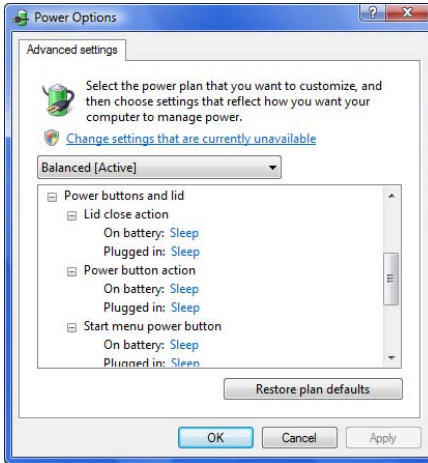 Power Options
Advanced settings
Select the power plan that you want to customize, and
then choose settings that reflect how you want your
computer to manage power.
Change settings that are currently unavailable
Balanced [Active]
Power buttons and lid
Lid close action
On battery: Sleep
Plugged in: Sleep
Power button action
On battery: Sleep
Plugged in: Sleep
Start menu power button
On battery: Sleep
Plugged in: Sleep
Restore plan defaults
OK Cancel Apply